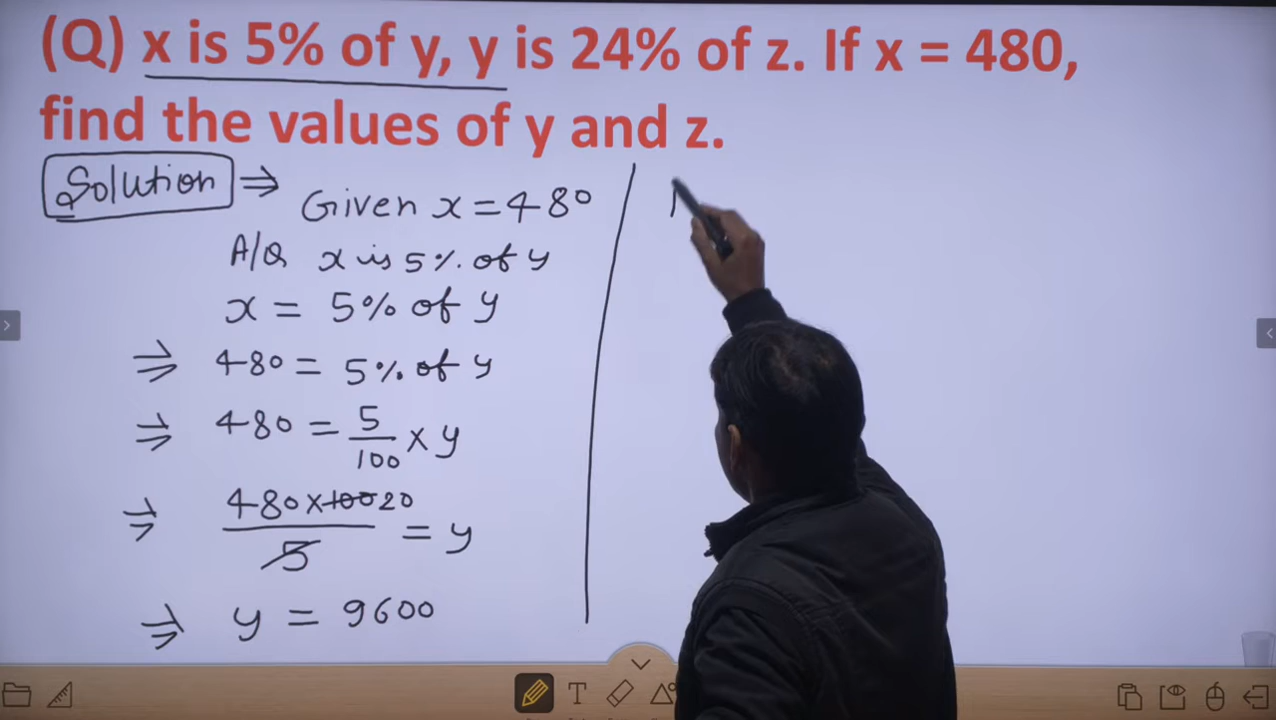 (Q) x is 5% of y, y is 24% of z. If x = 480,
find the values of y and z.
Solution ⇒
Given x = 480
A/Q x is 5% of y
x = 5% of y
⇒ 480 = 5% of y
⇒ 480 = 5/100 × y
⇒ 480×100 20 / 5 = y
⇒ y = 9600
T